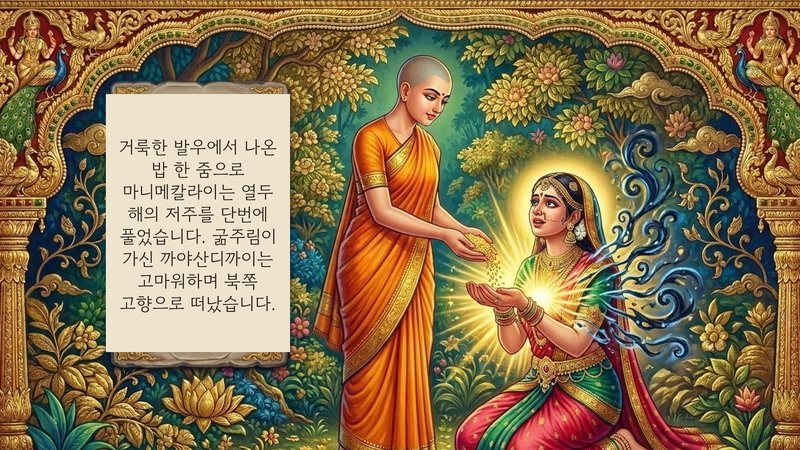 거룩한 발우에서 나온
밥 한 줌으로
마니메칼라이는 열두
해의 저주를 단번에
풀었습니다. 굶주림이
가신 까야산디까이는
고마워하며 북쪽
고향으로 떠났습니다.